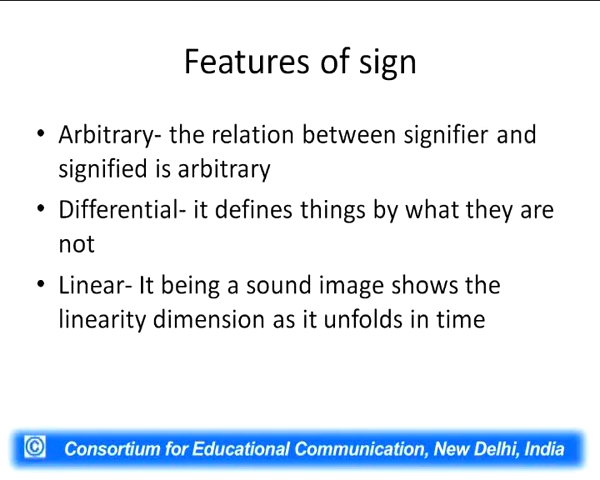 Features of sign
• Arbitrary- the relation between signifier and
signified is arbitrary
• Differential- it defines things by what they are
not
• Linear- It being a sound image shows the
linearity dimension as it unfolds in time
© Consortium for Educational Communication, New Delhi, India